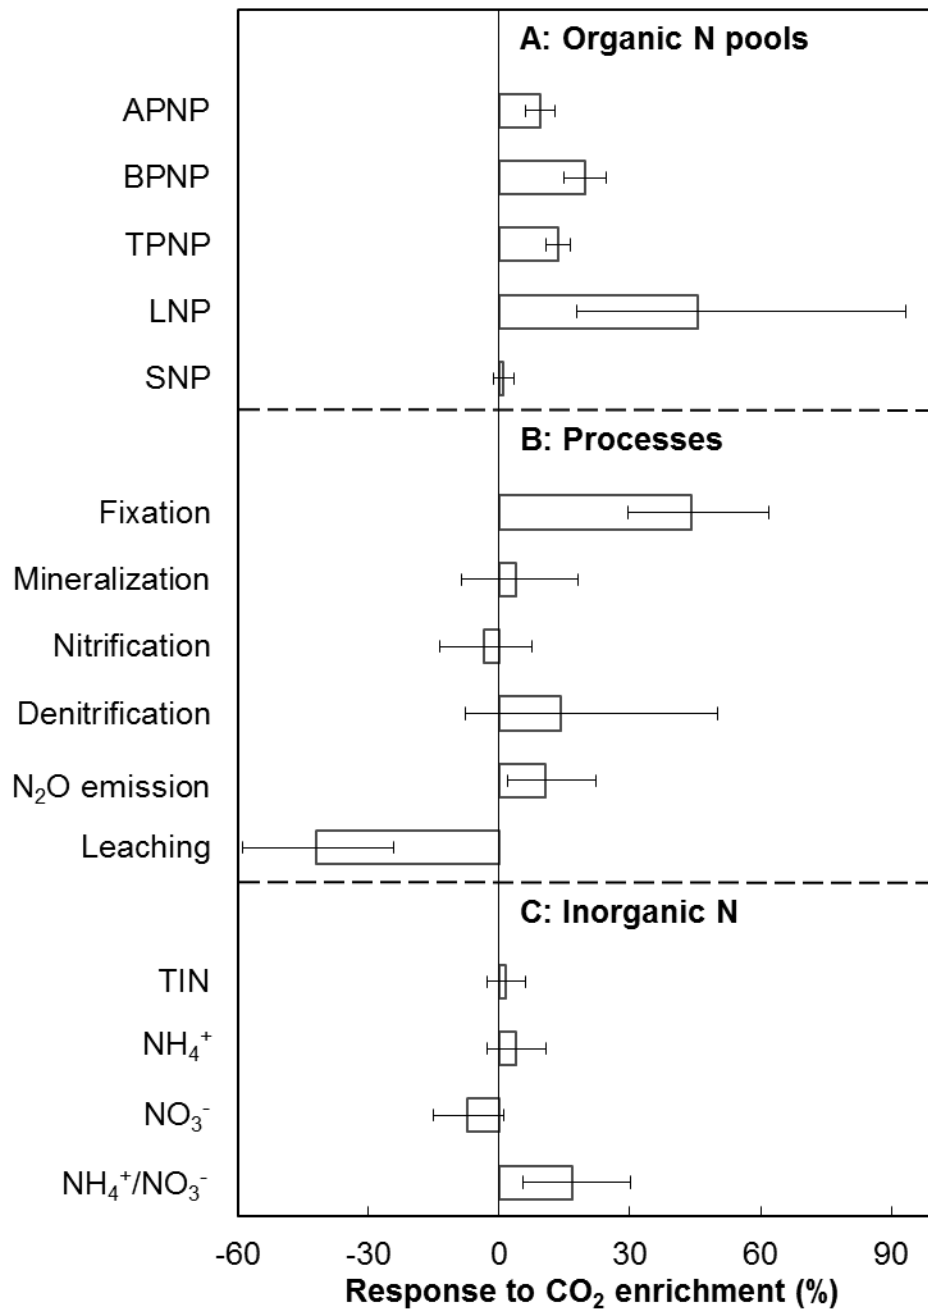 A: Organic N pools
APNP
BPNP
TPNP
LNP
SNP
B: Processes
Fixation
Mineralization
Nitrification
Denitrification
N₂O emission
Leaching
C: Inorganic N
TIN
NH₄⁺
NO₃⁻
NH₄⁺/NO₃⁻
-60 -30 0 30 60 90
Response to CO₂ enrichment (%)